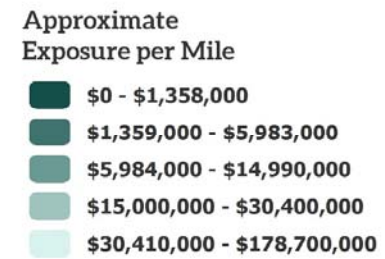 Approximate
Exposure per Mile
$0 - $1,358,000
$1,359,000 - $5,983,000
$5,984,000 - $14,990,000
$15,000,000 - $30,400,000
$30,410,000 - $178,700,000